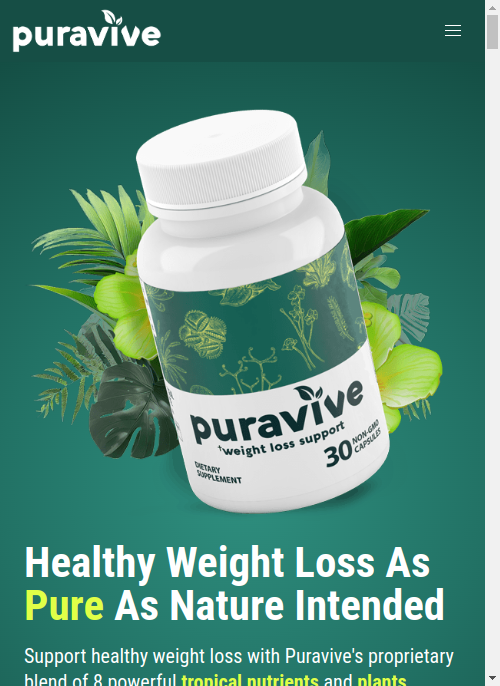 puravive
puravive
†weight loss support
DIETARY
SUPPLEMENT
30 NON-GMO
CAPSULES
Healthy Weight Loss As
Pure As Nature Intended
Support healthy weight loss with Puravive's proprietary
blend of 8 powerful tropical nutrients and plants